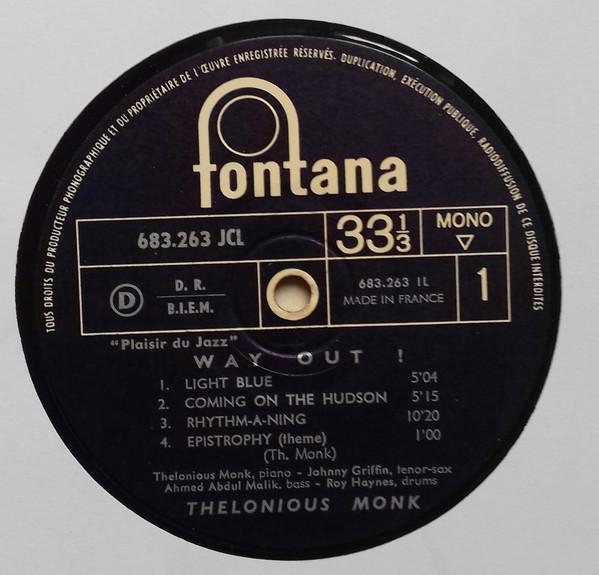 TOUS DROITS DU PRODUCTEUR PHONOGRAPHIQUE ET DU PROPRIÉTAIRE DE L'ŒUVRE ENREGISTRÉE RÉSERVÉS. DUPLICATION, EXÉCUTION PUBLIQUE, RADIODIFFUSION DE CE DISQUE INTERDITES
fontana
683.263 JCL
33 1/3
MONO
▽
D
D. R.
B.I.E.M.
683.263 1L
MADE IN FRANCE
1
"Plaisir du Jazz"
WAY OUT !
1. LIGHT BLUE 5'04
2. COMING ON THE HUDSON 5'15
3. RHYTHM-A-NING 10'20
4. EPISTROPHY (theme) 1'00
(Th. Monk)
Thelonious Monk, piano - Johnny Griffin, tenor-sax
Ahmed Abdul Malik, bass - Roy Haynes, drums
THELONIOUS MONK